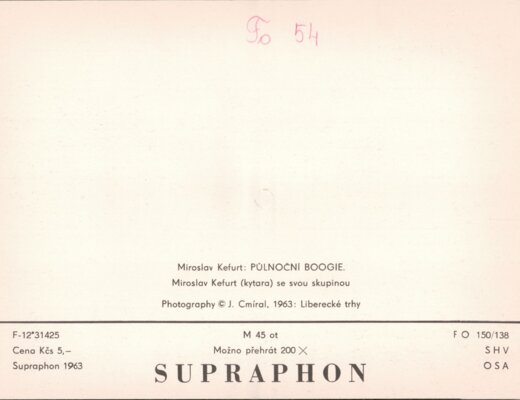 Fo 54
Miroslav Kefurt: PŮLNOČNÍ BOOGIE.
Miroslav Kefurt (kytara) se svou skupinou
Photography © J. Cmíral, 1963: Liberecké trhy
F-12*31425
Cena Kčs 5,–
Supraphon 1963
M 45 ot
Možno přehrát 200 ×
SUPRAPHON
F O 150/138
S H V
O S A